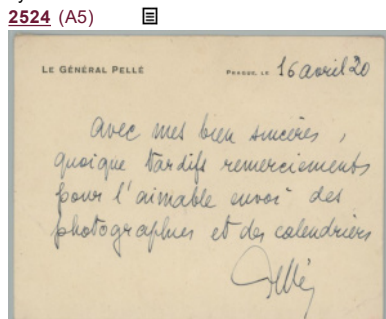 2524 (A5)
LE GÉNÉRAL PELLÉ
PRAGUE, LE 16 avril 20
Avec mes bien sincères,
quoique tardifs remerciements
pour l'aimable envoi des
photographies et des calendriers
Pellé